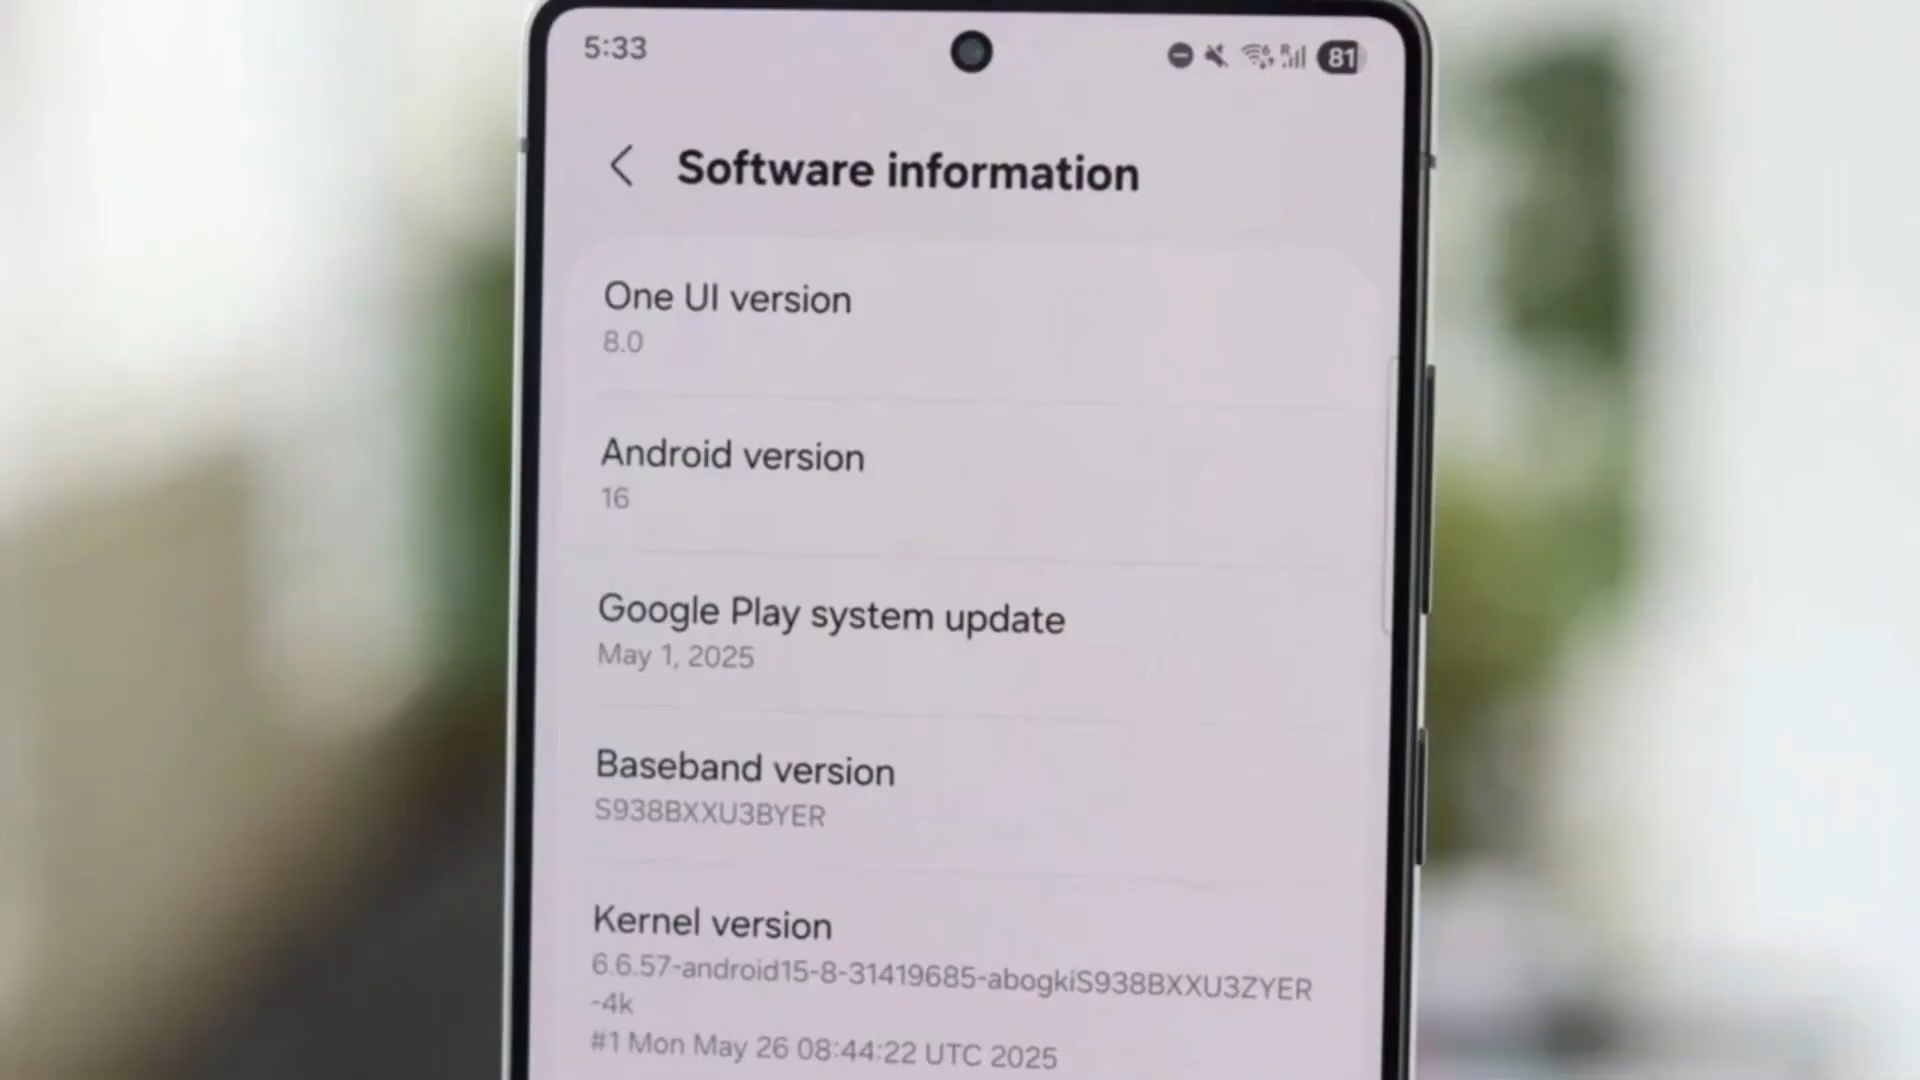 5:33
R
81
Software information
One UI version
8.0
Android version
16
Google Play system update
May 1, 2025
Baseband version
S938BXXU3BYER
Kernel version
6.6.57-android15-8-31419685-abogkiS938BXXU3ZYER
-4k
#1 Mon May 26 08:44:22 UTC 2025